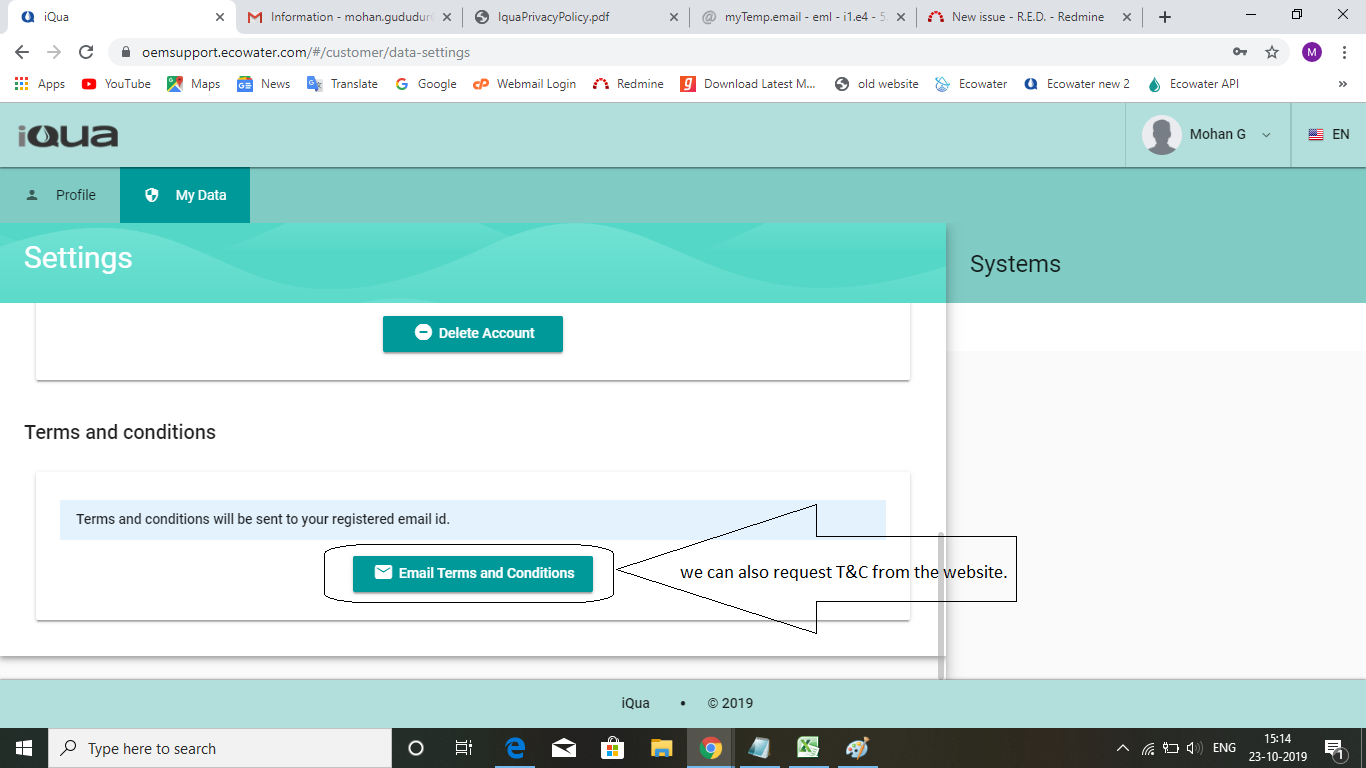 iQua
Information - mohan.gududur
IquaPrivacyPolicy.pdf
myTemp.email - eml - i1.e4 - 5
New issue - R.E.D. - Redmine
oemsupport.ecowater.com/#/customer/data-settings
M
Apps
YouTube
Maps
News
Translate
Google
Webmail Login
Redmine
Download Latest M...
old website
Ecowater
Ecowater new 2
Ecowater API
iQua
Mohan G
EN
Profile
My Data
Settings
Systems
Delete Account
Terms and conditions
Terms and conditions will be sent to your registered email id.
Email Terms and Conditions
we can also request T&C from the website.
iQua • © 2019
Type here to search
ENG
15:14
23-10-2019
1